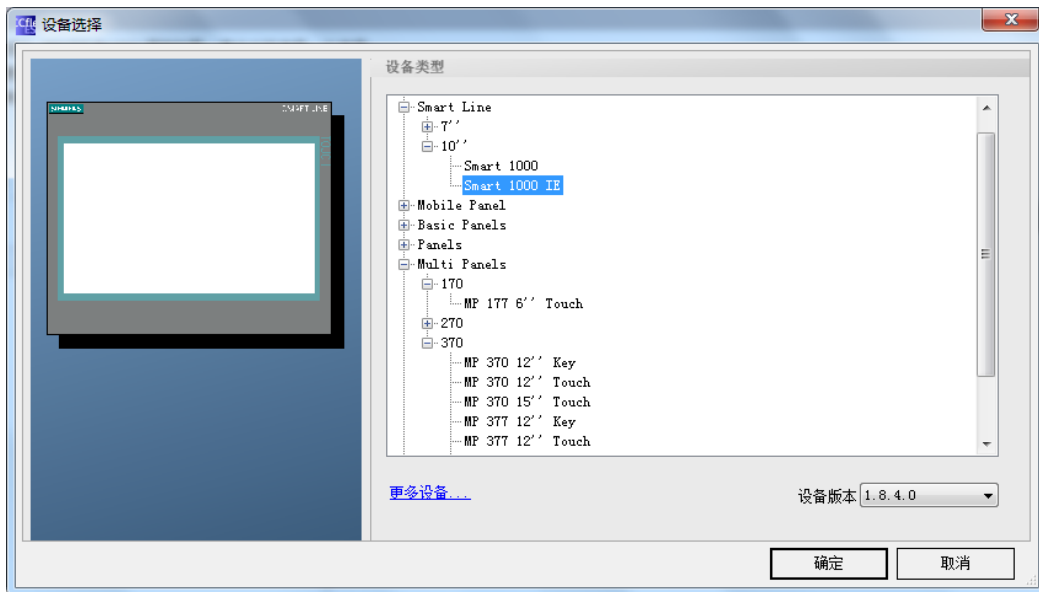 设备选择
设备类型
SIEMENS
SMART LINE
Smart Line
7''
10''
Smart 1000
Smart 1000 IE
Mobile Panel
Basic Panels
Panels
Multi Panels
170
MP 177 6'' Touch
270
370
MP 370 12'' Key
MP 370 12'' Touch
MP 370 15'' Touch
MP 377 12'' Key
MP 377 12'' Touch
更多设备...
设备版本 1.8.4.0
确定
取消